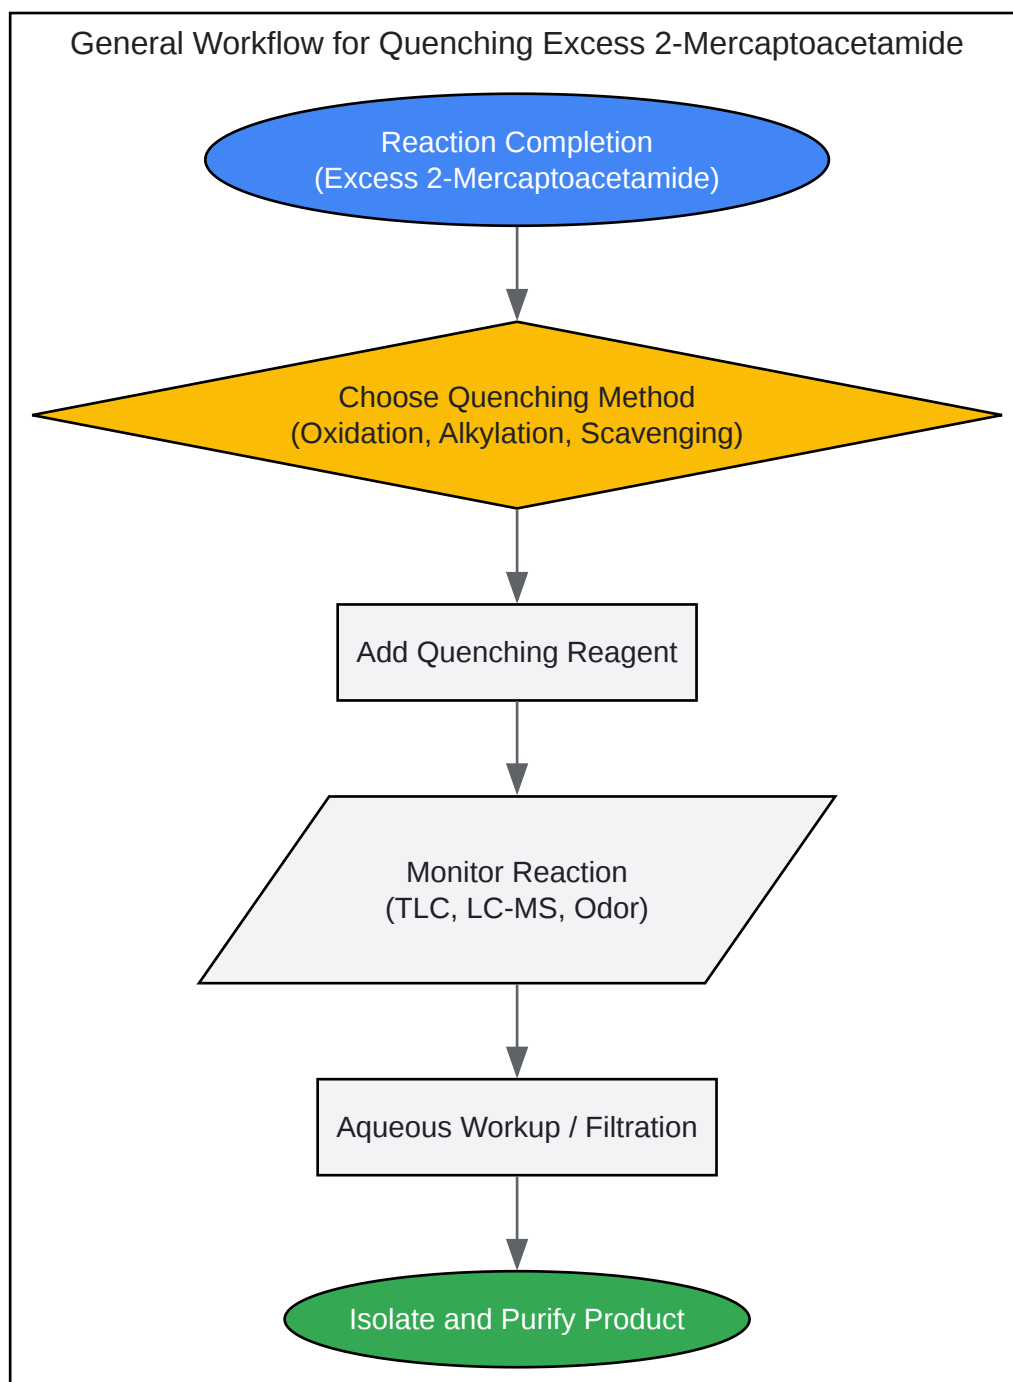 General Workflow for Quenching Excess 2-Mercaptoacetamide
Reaction Completion
(Excess 2-Mercaptoacetamide)
Choose Quenching Method
(Oxidation, Alkylation, Scavenging)
Add Quenching Reagent
Monitor Reaction
(TLC, LC-MS, Odor)
Aqueous Workup / Filtration
Isolate and Purify Product